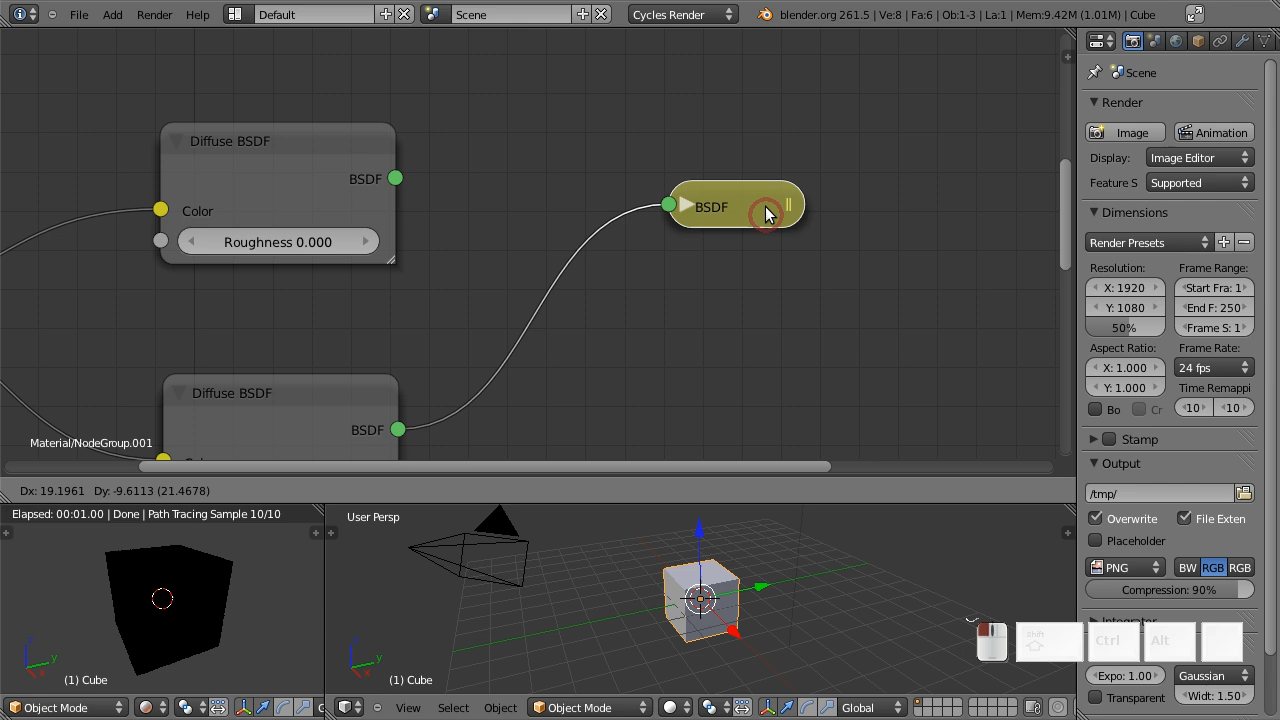 File Add Render Help Default Scene Cycles Render blender.org 261.5 | Ve:8 | Fa:6 | Ob:1-3 | La:1 | Mem:9.42M (1.01M) | Cube
Scene
Render
Image Animation
Display: Image Editor
Feature S Supported
Dimensions
Render Presets
Resolution: Frame Range:
X: 1920 Start Fra: 1
Y: 1080 End F: 250
50% Frame S: 1
Aspect Ratio: Frame Rate:
X: 1.000 24 fps
Y: 1.000 Time Remappi
Bo Cr 10 10
Stamp
Output
/tmp/
Overwrite File Exten
Placeholder
PNG BW RGB RGB
Compression: 90%
Expo: 1.00 Gaussian
Transparent Widt: 1.50
Diffuse BSDF
BSDF
Color
Roughness 0.000
BSDF
Diffuse BSDF
BSDF
Material/NodeGroup.001
Dx: 19.1961 Dy: -9.6113 (21.4678)
Elapsed: 00:01.00 | Done | Path Tracing Sample 10/10
y
x
(1) Cube
Object Mode
User Persp
y
x
(1) Cube
View Select Object Object Mode Global
Shift Ctrl Alt